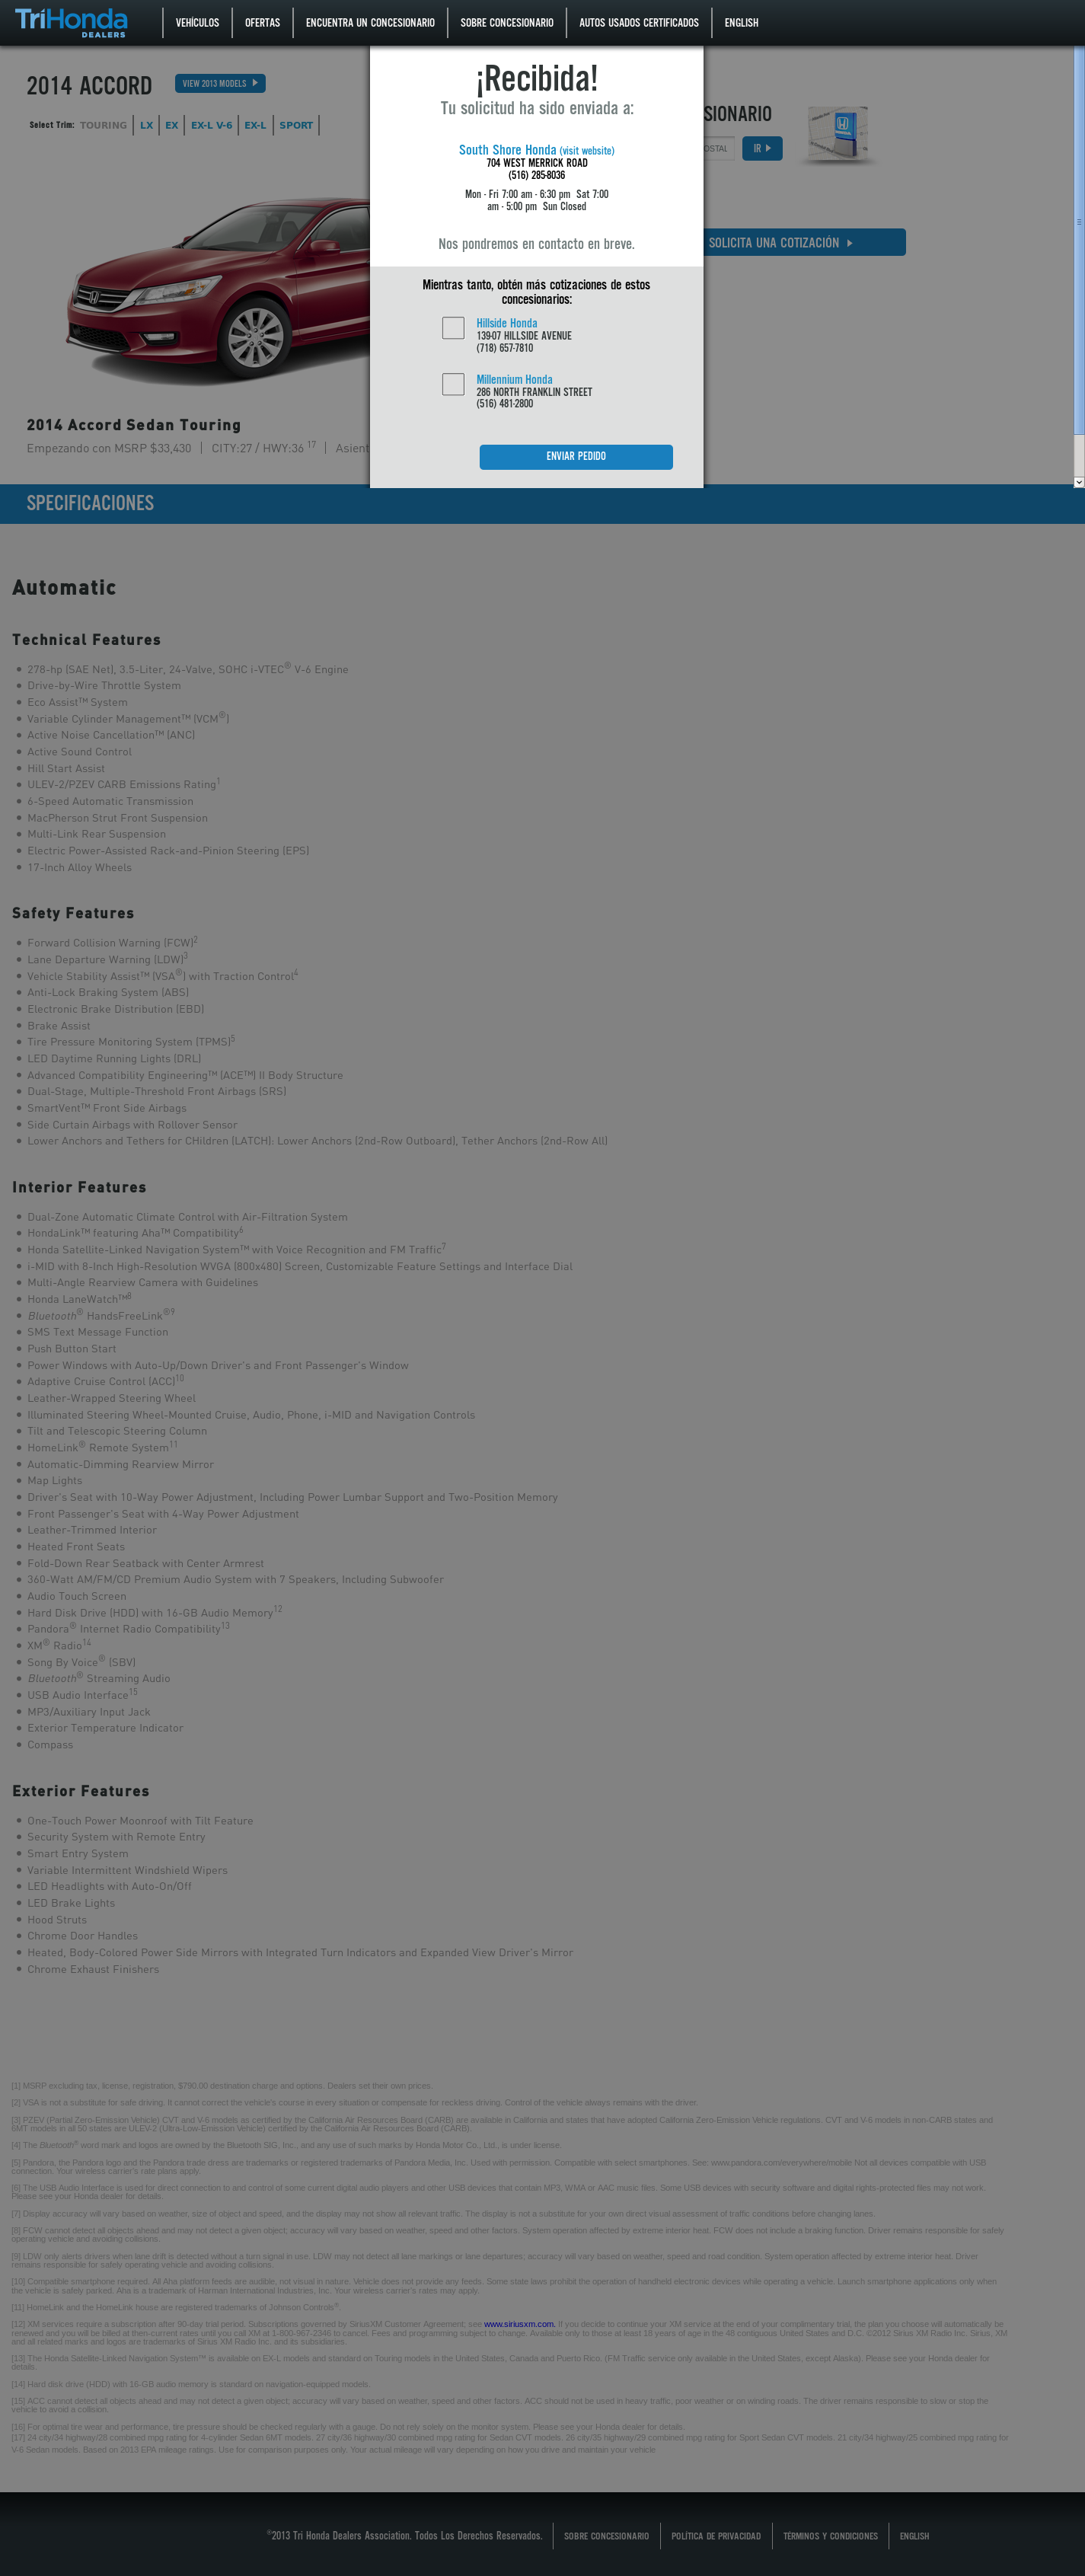 TriHonda
DEALERS
VEHÍCULOS
OFERTAS
ENCUENTRA UN CONCESIONARIO
SOBRE CONCESIONARIO
AUTOS USADOS CERTIFICADOS
ENGLISH
2014 ACCORD
VIEW 2013 MODELS
Select Trim: TOURING LX EX EX-L V-6 EX-L SPORT
¡Recibida!
Tu solicitud ha sido enviada a:
South Shore Honda (visit website)
704 WEST MERRICK ROAD
(516) 285-8036
Mon - Fri 7:00 am - 6:30 pm Sat 7:00
am - 5:00 pm Sun Closed
Nos pondremos en contacto en breve.
Mientras tanto, obtén más cotizaciones de estos
concesionarios:
Hillside Honda
139-07 HILLSIDE AVENUE
(718) 657-7810
Millennium Honda
286 NORTH FRANKLIN STREET
(516) 481-2800
ENVIAR PEDIDO
SIONARIO
OSTAL
IR
SOLICITA UNA COTIZACIÓN
2014 Accord Sedan Touring
Empezando con MSRP $33,430 | CITY:27 / HWY:36 17 | Asient
SPECIFICACIONES
Automatic
Technical Features
278-hp (SAE Net), 3.5-Liter, 24-Valve, SOHC i-VTEC® V-6 Engine
Drive-by-Wire Throttle System
Eco Assist™ System
Variable Cylinder Management™ (VCM®)
Active Noise Cancellation™ (ANC)
Active Sound Control
Hill Start Assist
ULEV-2/PZEV CARB Emissions Rating1
6-Speed Automatic Transmission
MacPherson Strut Front Suspension
Multi-Link Rear Suspension
Electric Power-Assisted Rack-and-Pinion Steering (EPS)
17-Inch Alloy Wheels
Safety Features
Forward Collision Warning (FCW)2
Lane Departure Warning (LDW)3
Vehicle Stability Assist™ (VSA®) with Traction Control4
Anti-Lock Braking System (ABS)
Electronic Brake Distribution (EBD)
Brake Assist
Tire Pressure Monitoring System (TPMS)5
LED Daytime Running Lights (DRL)
Advanced Compatibility Engineering™ (ACE™) II Body Structure
Dual-Stage, Multiple-Threshold Front Airbags (SRS)
SmartVent™ Front Side Airbags
Side Curtain Airbags with Rollover Sensor
Lower Anchors and Tethers for CHildren (LATCH): Lower Anchors (2nd-Row Outboard), Tether Anchors (2nd-Row All)
Interior Features
Dual-Zone Automatic Climate Control with Air-Filtration System
HondaLink™ featuring Aha™ Compatibility6
Honda Satellite-Linked Navigation System™ with Voice Recognition and FM Traffic7
i-MID with 8-Inch High-Resolution WVGA (800x480) Screen, Customizable Feature Settings and Interface Dial
Multi-Angle Rearview Camera with Guidelines
Honda LaneWatch™8
Bluetooth® HandsFreeLink®9
SMS Text Message Function
Push Button Start
Power Windows with Auto-Up/Down Driver's and Front Passenger's Window
Adaptive Cruise Control (ACC)10
Leather-Wrapped Steering Wheel
Illuminated Steering Wheel-Mounted Cruise, Audio, Phone, i-MID and Navigation Controls
Tilt and Telescopic Steering Column
HomeLink® Remote System11
Automatic-Dimming Rearview Mirror
Map Lights
Driver's Seat with 10-Way Power Adjustment, Including Power Lumbar Support and Two-Position Memory
Front Passenger's Seat with 4-Way Power Adjustment
Leather-Trimmed Interior
Heated Front Seats
Fold-Down Rear Seatback with Center Armrest
360-Watt AM/FM/CD Premium Audio System with 7 Speakers, Including Subwoofer
Audio Touch Screen
Hard Disk Drive (HDD) with 16-GB Audio Memory12
Pandora® Internet Radio Compatibility13
XM® Radio14
Song By Voice® (SBV)
Bluetooth® Streaming Audio
USB Audio Interface15
MP3/Auxiliary Input Jack
Exterior Temperature Indicator
Compass
Exterior Features
One-Touch Power Moonroof with Tilt Feature
Security System with Remote Entry
Smart Entry System
Variable Intermittent Windshield Wipers
LED Headlights with Auto-On/Off
LED Brake Lights
Hood Struts
Chrome Door Handles
Heated, Body-Colored Power Side Mirrors with Integrated Turn Indicators and Expanded View Driver's Mirror
Chrome Exhaust Finishers
[1] MSRP excluding tax, license, registration, $790.00 destination charge and options. Dealers set their own prices.
[2] VSA is not a substitute for safe driving. It cannot correct the vehicle's course in every situation or compensate for reckless driving. Control of the vehicle always remains with the driver.
[3] PZEV (Partial Zero-Emission Vehicle) CVT and V-6 models as certified by the California Air Resources Board (CARB) are available in California and states that have adopted California Zero-Emission Vehicle regulations. CVT and V-6 models in non-CARB states and
6MT models in all 50 states are ULEV-2 (Ultra-Low-Emission Vehicle) certified by the California Air Resources Board (CARB).
[4] The Bluetooth® word mark and logos are owned by the Bluetooth SIG, Inc., and any use of such marks by Honda Motor Co., Ltd., is under license.
[5] Pandora, the Pandora logo and the Pandora trade dress are trademarks or registered trademarks of Pandora Media, Inc. Used with permission. Compatible with select smartphones. See: www.pandora.com/everywhere/mobile Not all devices compatible with USB
connection. Your wireless carrier's rate plans apply.
[6] The USB Audio Interface is used for direct connection to and control of some current digital audio players and other USB devices that contain MP3, WMA or AAC music files. Some USB devices with security software and digital rights-protected files may not work.
Please see your Honda dealer for details.
[7] Display accuracy will vary based on weather, size of object and speed, and the display may not show all relevant traffic. The display is not a substitute for your own direct visual assessment of traffic conditions before changing lanes.
[8] FCW cannot detect all objects ahead and may not detect a given object; accuracy will vary based on weather, speed and other factors. System operation affected by extreme interior heat. FCW does not include a braking function. Driver remains responsible for safely
operating vehicle and avoiding collisions.
[9] LDW only alerts drivers when lane drift is detected without a turn signal in use. LDW may not detect all lane markings or lane departures; accuracy will vary based on weather, speed and road condition. System operation affected by extreme interior heat. Driver
remains responsible for safely operating vehicle and avoiding collisions.
[10] Compatible smartphone required. All Aha platform feeds are audible, not visual in nature. Vehicle does not provide any feeds. Some state laws prohibit the operation of handheld electronic devices while operating a vehicle. Launch smartphone applications only when
the vehicle is safely parked. Aha is a trademark of Harman International Industries, Inc. Your wireless carrier's rates may apply.
[11] HomeLink and the HomeLink house are registered trademarks of Johnson Controls®.
[12] XM services require a subscription after 90-day trial period. Subscriptions governed by SiriusXM Customer Agreement; see www.siriusxm.com. If you decide to continue your XM service at the end of your complimentary trial, the plan you choose will automatically be
renewed and you will be billed at then-current rates until you call XM at 1-800-967-2346 to cancel. Fees and programming subject to change. Available only to those at least 18 years of age in the 48 contiguous United States and D.C. ©2012 Sirius XM Radio Inc. Sirius, XM
and all related marks and logos are trademarks of Sirius XM Radio Inc. and its subsidiaries.
[13] The Honda Satellite-Linked Navigation System™ is available on EX-L models and standard on Touring models in the United States, Canada and Puerto Rico. (FM Traffic service only available in the United States, except Alaska). Please see your Honda dealer for
details.
[14] Hard disk drive (HDD) with 16-GB audio memory is standard on navigation-equipped models.
[15] ACC cannot detect all objects ahead and may not detect a given object; accuracy will vary based on weather, speed and other factors. ACC should not be used in heavy traffic, poor weather or on winding roads. The driver remains responsible to slow or stop the
vehicle to avoid a collision.
[16] For optimal tire wear and performance, tire pressure should be checked regularly with a gauge. Do not rely solely on the monitor system. Please see your Honda dealer for details.
[17] 24 city/34 highway/28 combined mpg rating for 4-cylinder Sedan 6MT models. 27 city/36 highway/30 combined mpg rating for Sedan CVT models. 26 city/35 highway/29 combined mpg rating for Sport Sedan CVT models. 21 city/34 highway/25 combined mpg rating for
V-6 Sedan models. Based on 2013 EPA mileage ratings. Use for comparison purposes only. Your actual mileage will vary depending on how you drive and maintain your vehicle
®2013 Tri Honda Dealers Association. Todos Los Derechos Reservados.
SOBRE CONCESIONARIO
POLÍTICA DE PRIVACIDAD
TÉRMINOS Y CONDICIONES
ENGLISH